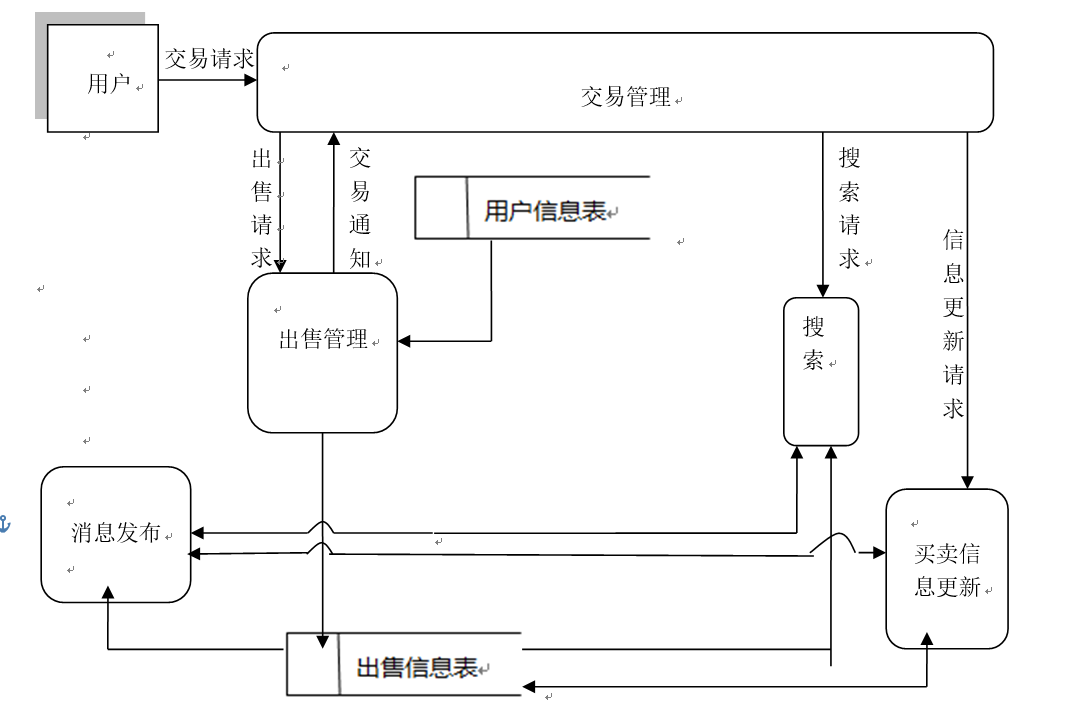 交易请求
用户
交易管理
出售请求
交易通知
用户信息表
搜索请求
信息更新请求
出售管理
搜
索
消息发布
买卖信
息更新
出售信息表